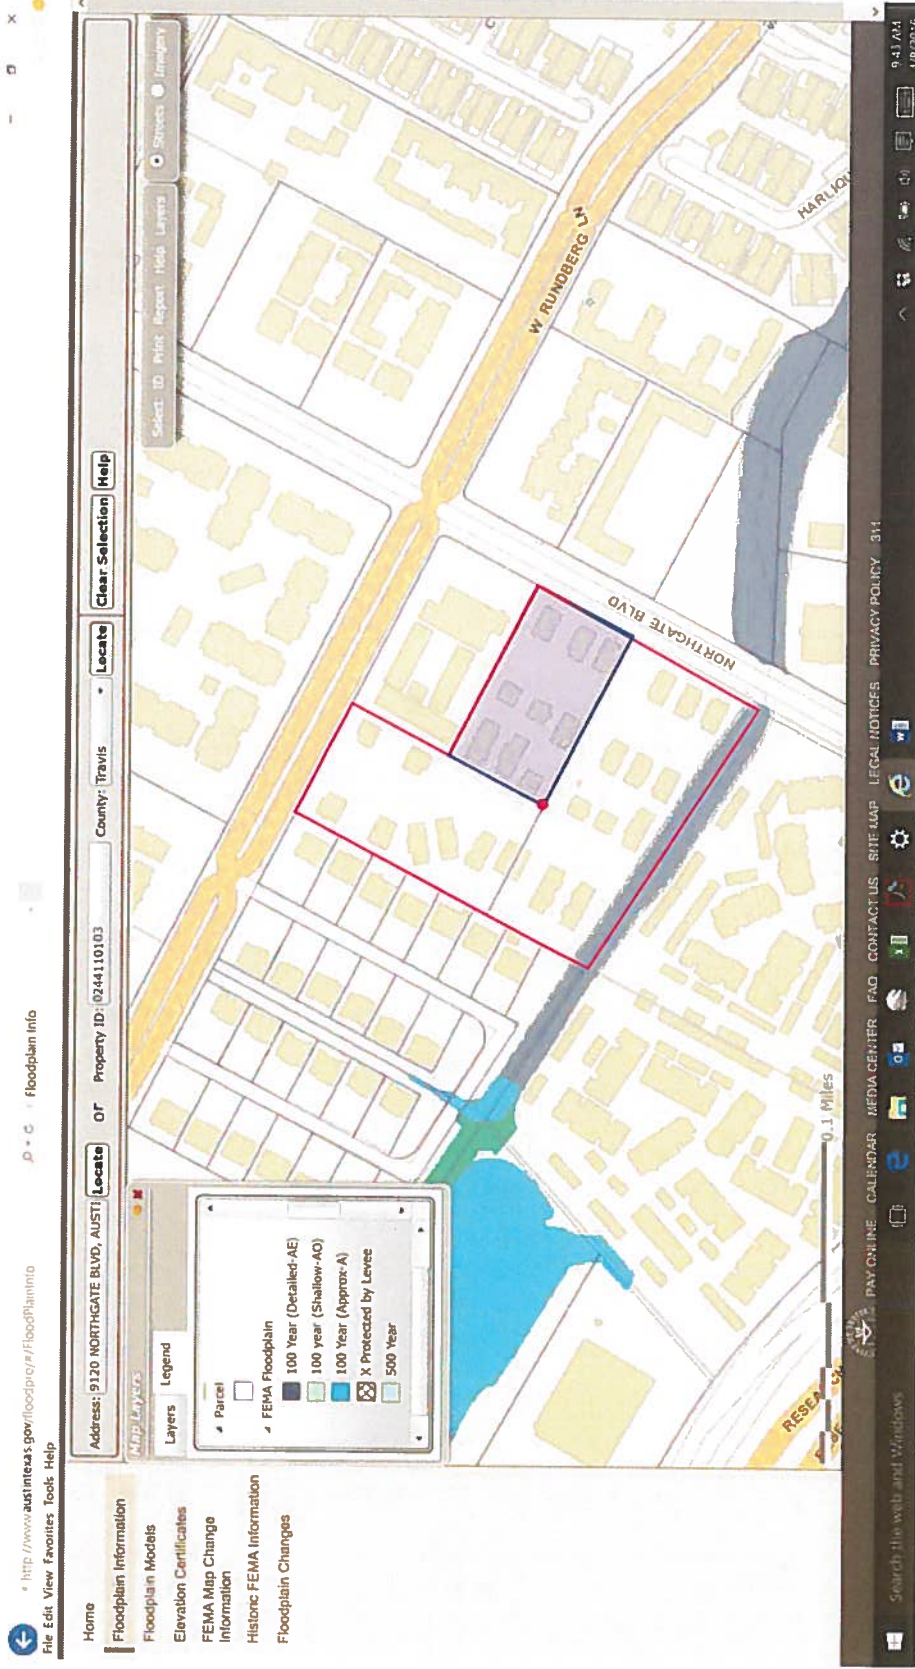 http://www.austintexas.gov/floodpro/#/FloodPlainInfo
Floodplain Info
File Edit View Favorites Tools Help
Home
Floodplain Information
Floodplain Models
Elevation Certificates
FEMA Map Change
Information
Historic FEMA Information
Floodplain Changes
Address: 9120 NORTHGATE BLVD, AUSTI Locate or Property ID: 0244110103 County: Travis Locate Clear Selection Help
Select ID Print Report Help Layers Streets Imagery
Map Layers
Layers Legend
Parcel
FEMA Floodplain
100 Year (Detailed-AE)
100 year (Shallow-AO)
100 Year (Approx-A)
X Protected by Levee
500 Year
W RUNDBERG LN
NORTHGATE BLVD
HARLIQU
RESEA
0.1 Miles
PAY ONLINE CALENDAR MEDIA CENTER FAQ CONTACT US SITE MAP LEGAL NOTICES PRIVACY POLICY 311
Search the web and Windows
9:43 AM